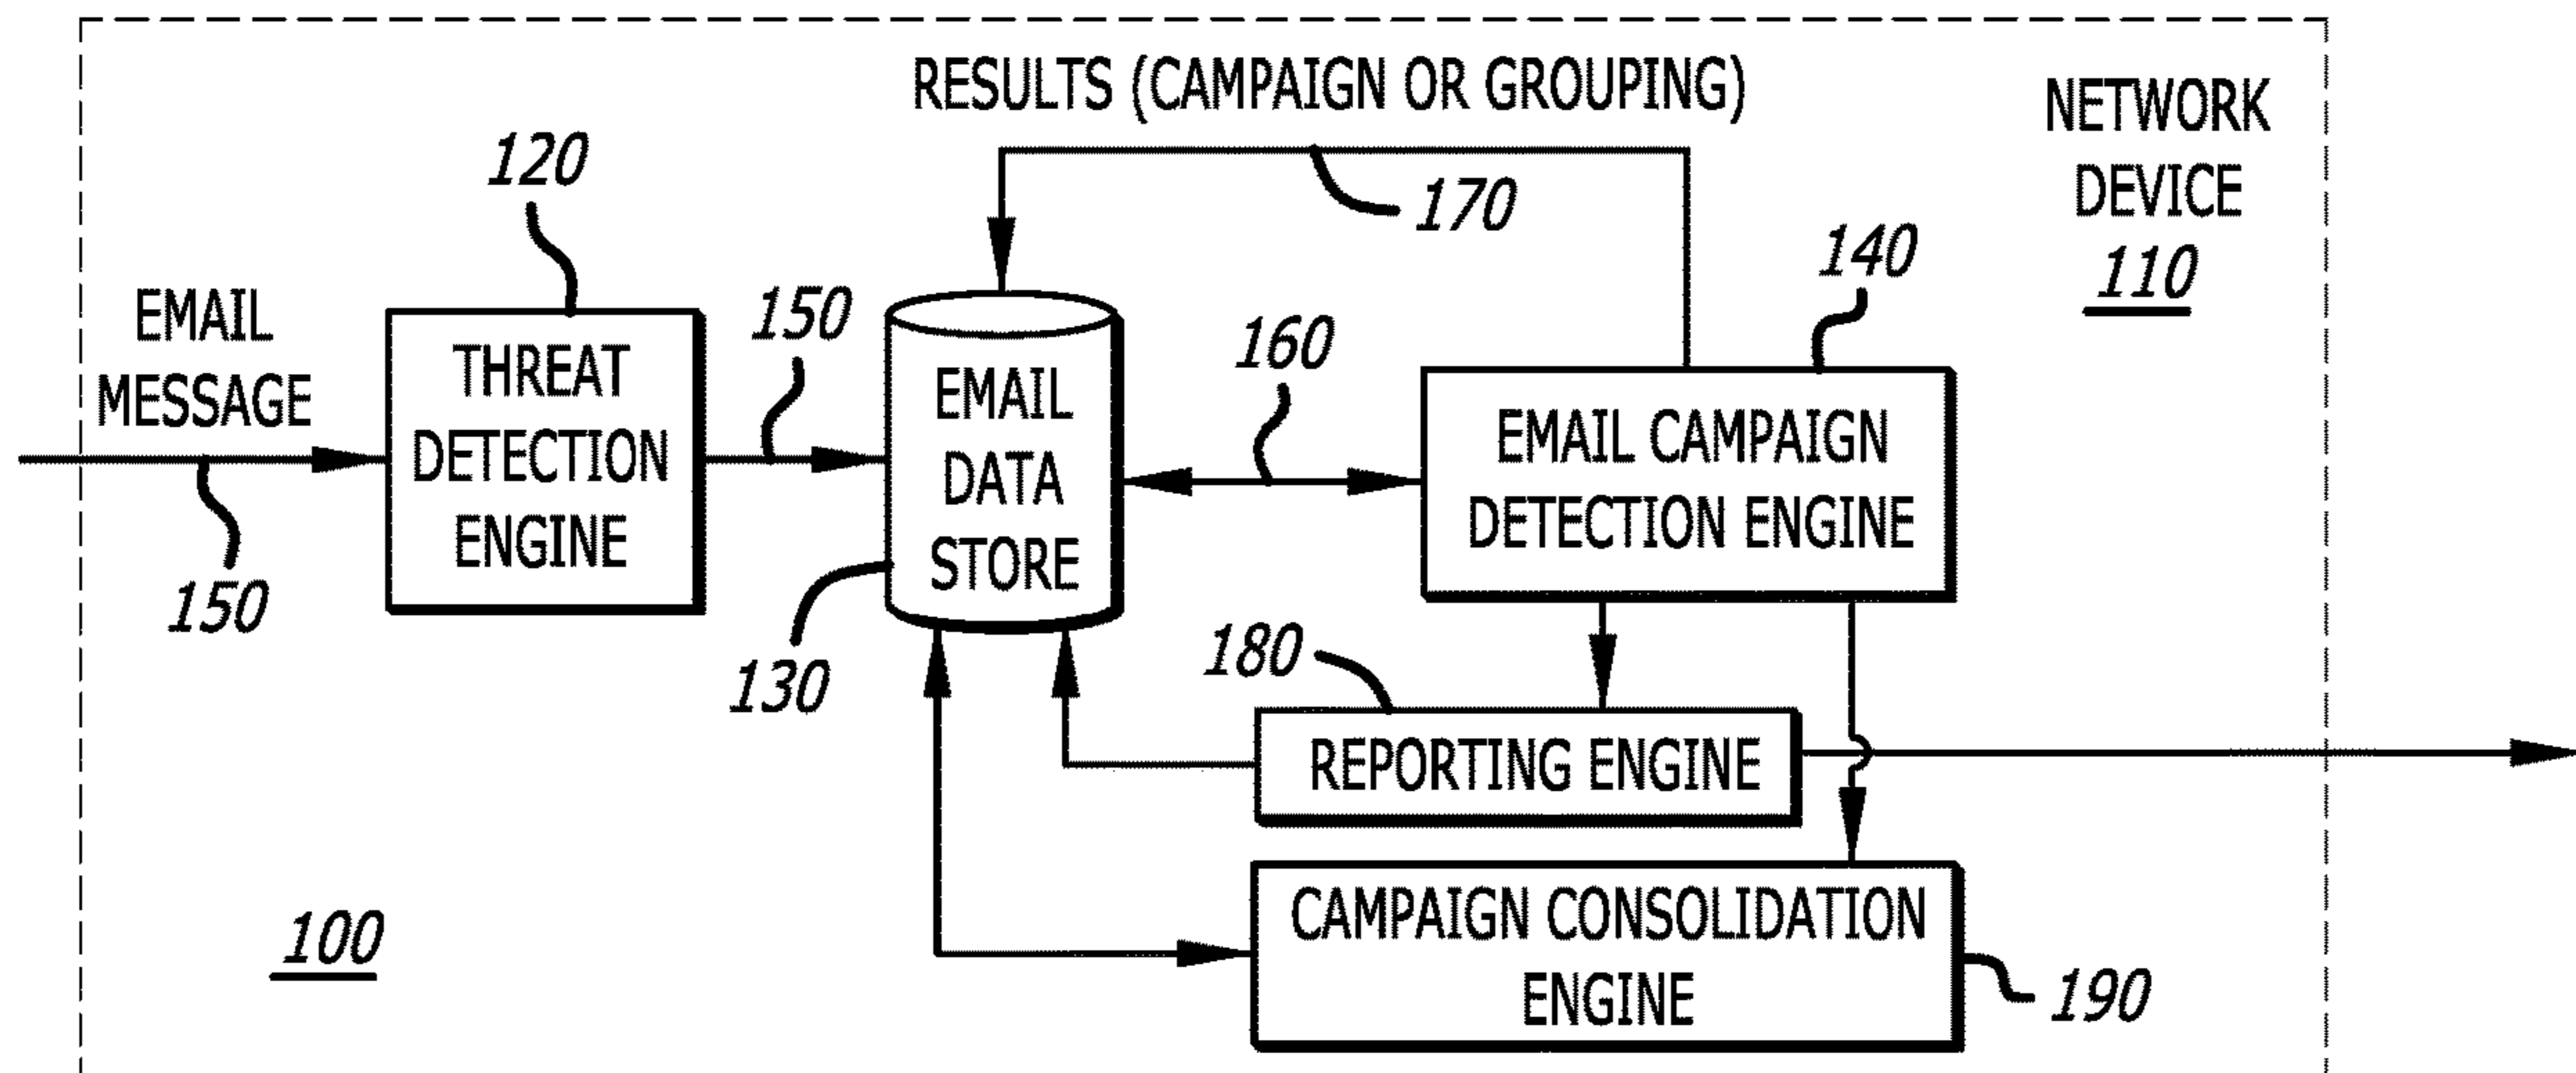 RESULTS (CAMPAIGN OR GROUPING)
NETWORK
DEVICE
110
120
170
140
EMAIL
MESSAGE
150
THREAT
DETECTION
ENGINE
150
EMAIL
DATA
STORE
130
160
EMAIL CAMPAIGN
DETECTION ENGINE
180
REPORTING ENGINE
CAMPAIGN CONSOLIDATION
ENGINE
190
100